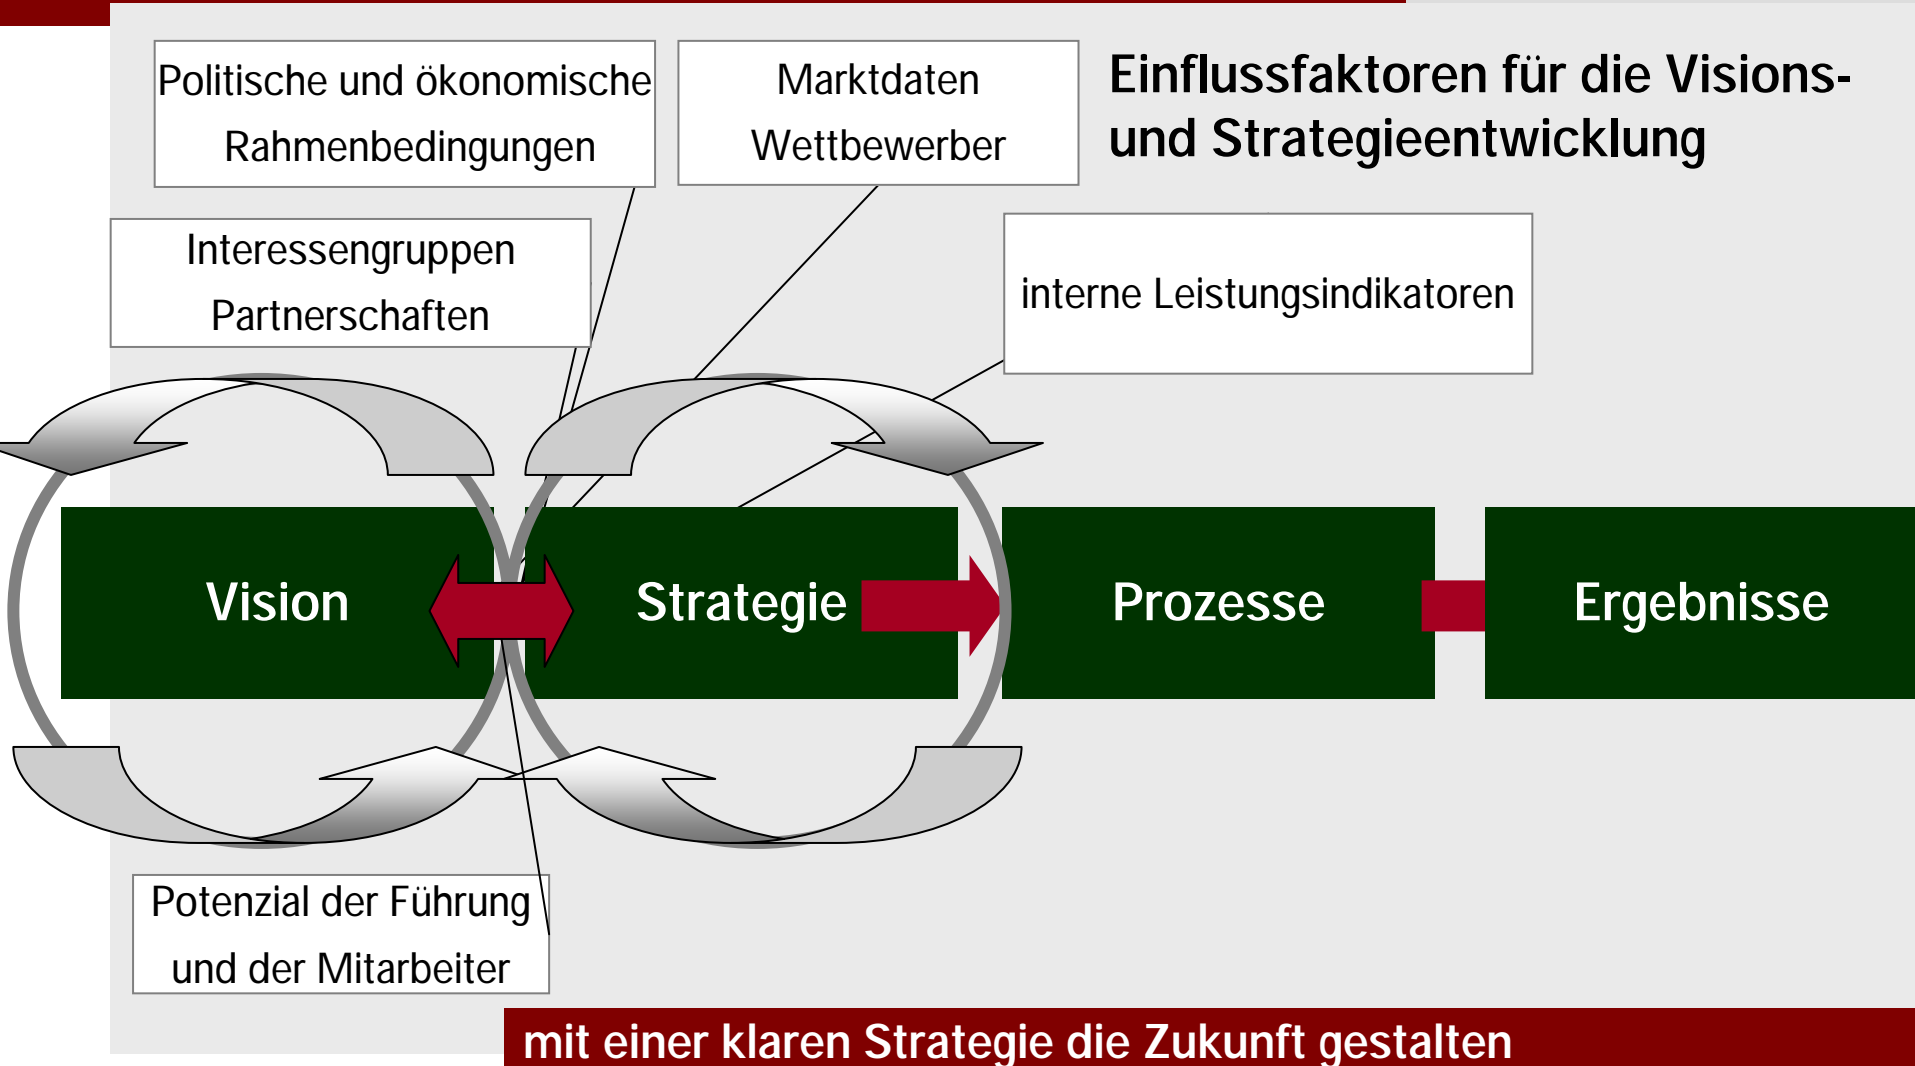 Politische und ökonomische
Rahmenbedingungen
Marktdaten
Wettbewerber
Einflussfaktoren für die Visions-
und Strategieentwicklung
Interessengruppen
Partnerschaften
interne Leistungsindikatoren
Vision
Strategie
Prozesse
Ergebnisse
Potenzial der Führung
und der Mitarbeiter
mit einer klaren Strategie die Zukunft gestalten